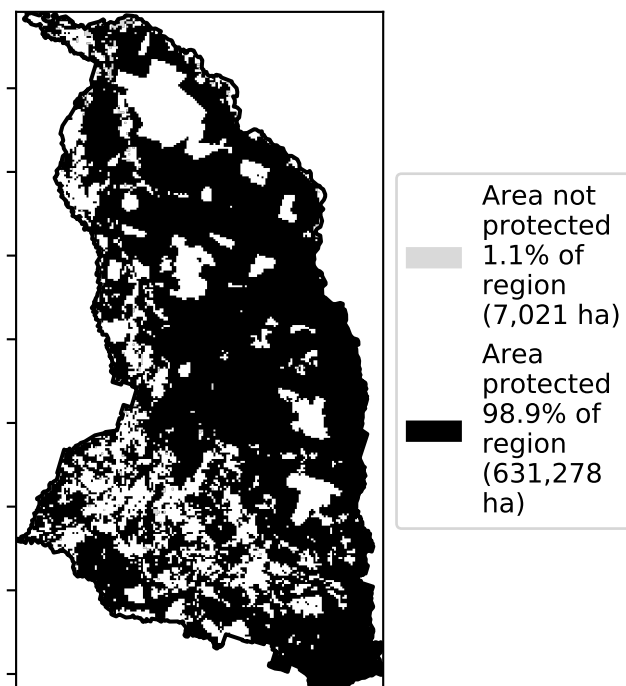 Area not
protected
1.1% of
region
(7,021 ha)
Area
protected
98.9% of
region
(631,278
ha)